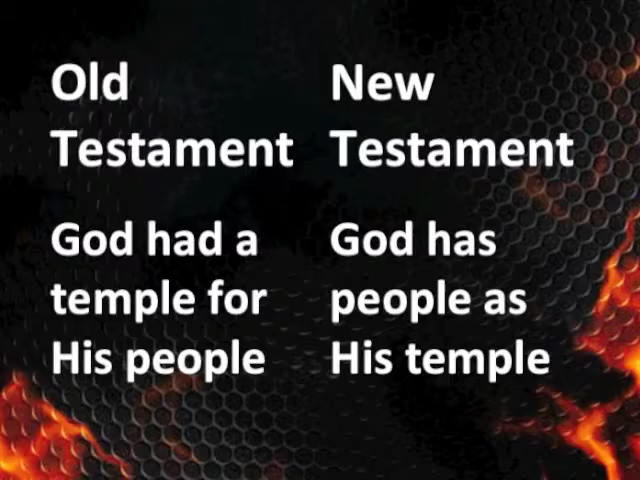 Old
Testament
God had a
temple for
His people
New
Testament
God has
people as
His temple